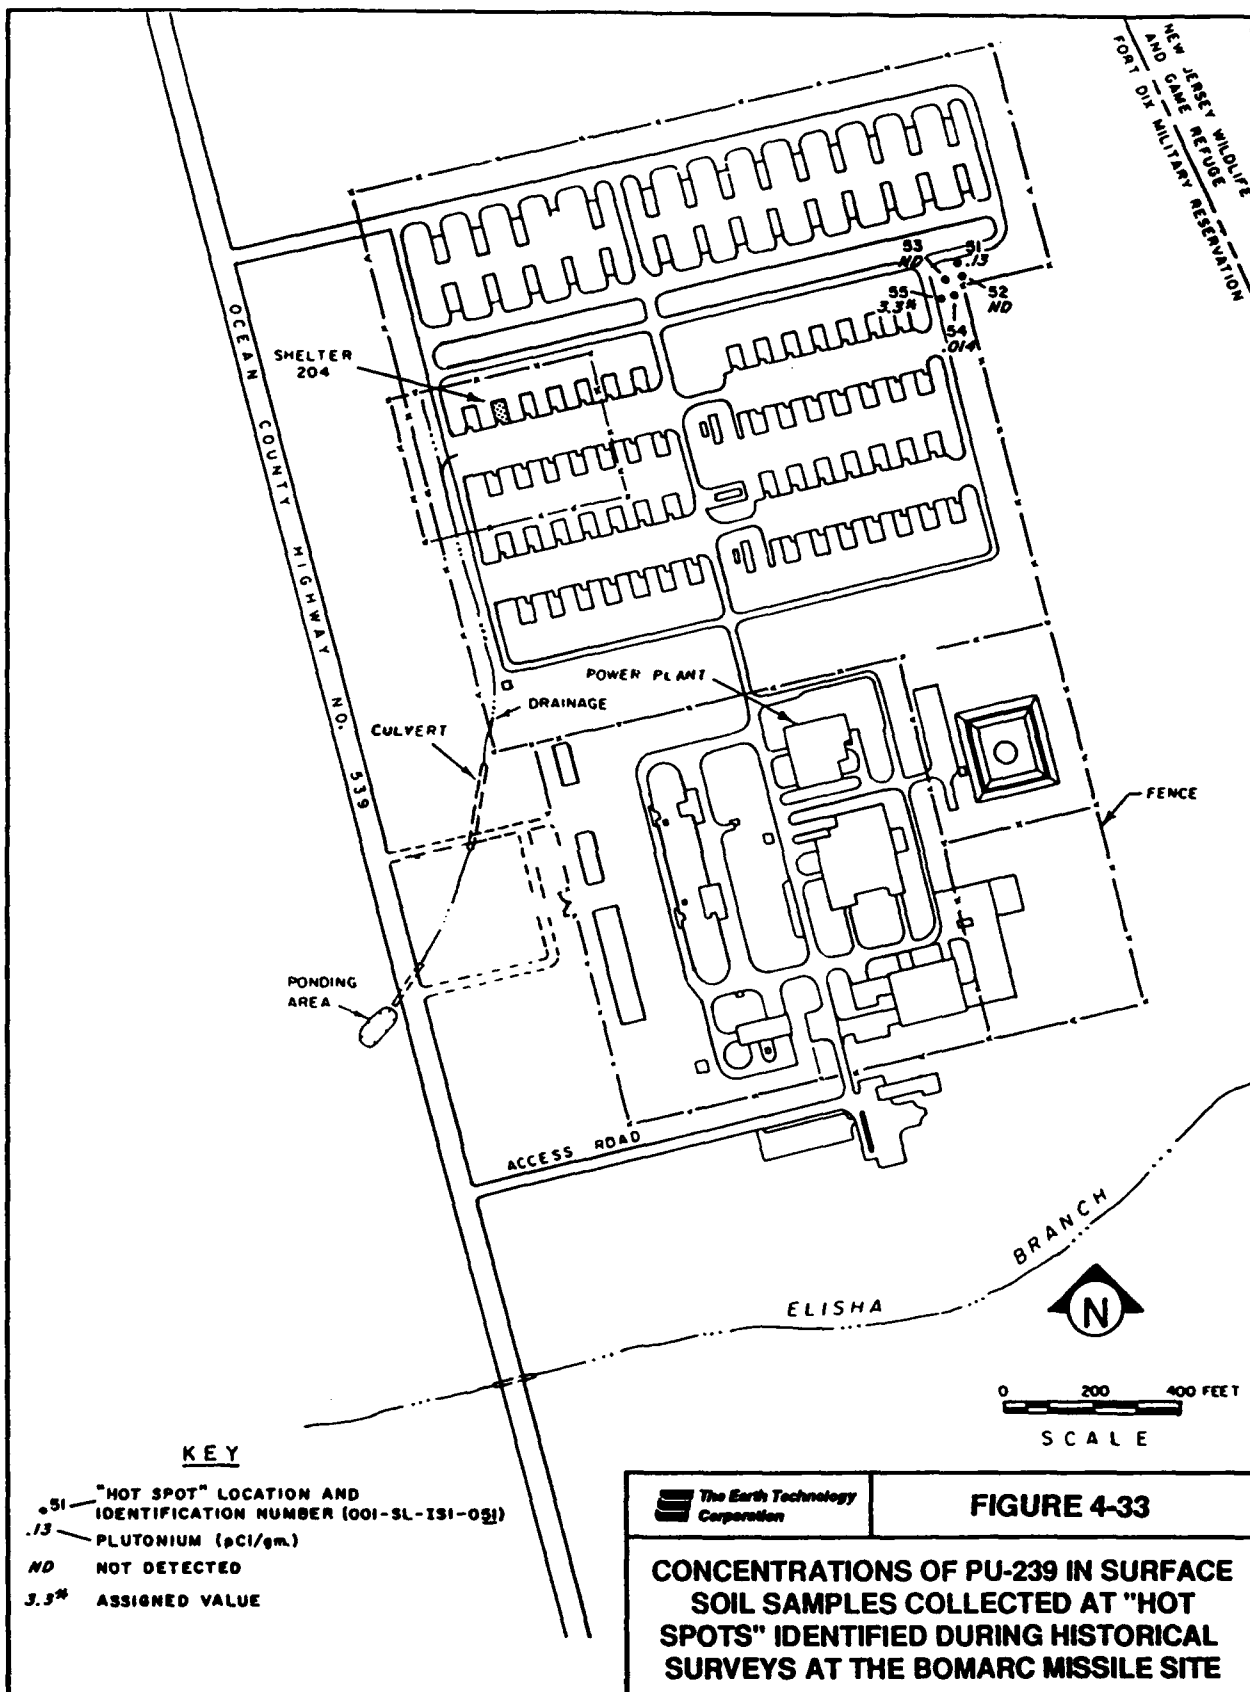 NEW JERSEY WILDLIFE
AND GAME REFUGE
FORT DIX MILITARY RESERVATION
53
ND
51
.13
55
3.3*
52
ND
54
.014
SHELTER
204
OCEAN COUNTY HIGHWAY NO. 539
POWER PLANT
DRAINAGE
CULVERT
FENCE
PONDING
AREA
ACCESS ROAD
ELISHA BRANCH
N
0 200 400 FEET
SCALE
KEY
51 "HOT SPOT" LOCATION AND
IDENTIFICATION NUMBER (001-SL-IS1-051)
.13 PLUTONIUM (pCi/gm.)
ND NOT DETECTED
3.3* ASSIGNED VALUE
The Earth Technology
Corporation
FIGURE 4-33
CONCENTRATIONS OF PU-239 IN SURFACE
SOIL SAMPLES COLLECTED AT "HOT
SPOTS" IDENTIFIED DURING HISTORICAL
SURVEYS AT THE BOMARC MISSILE SITE